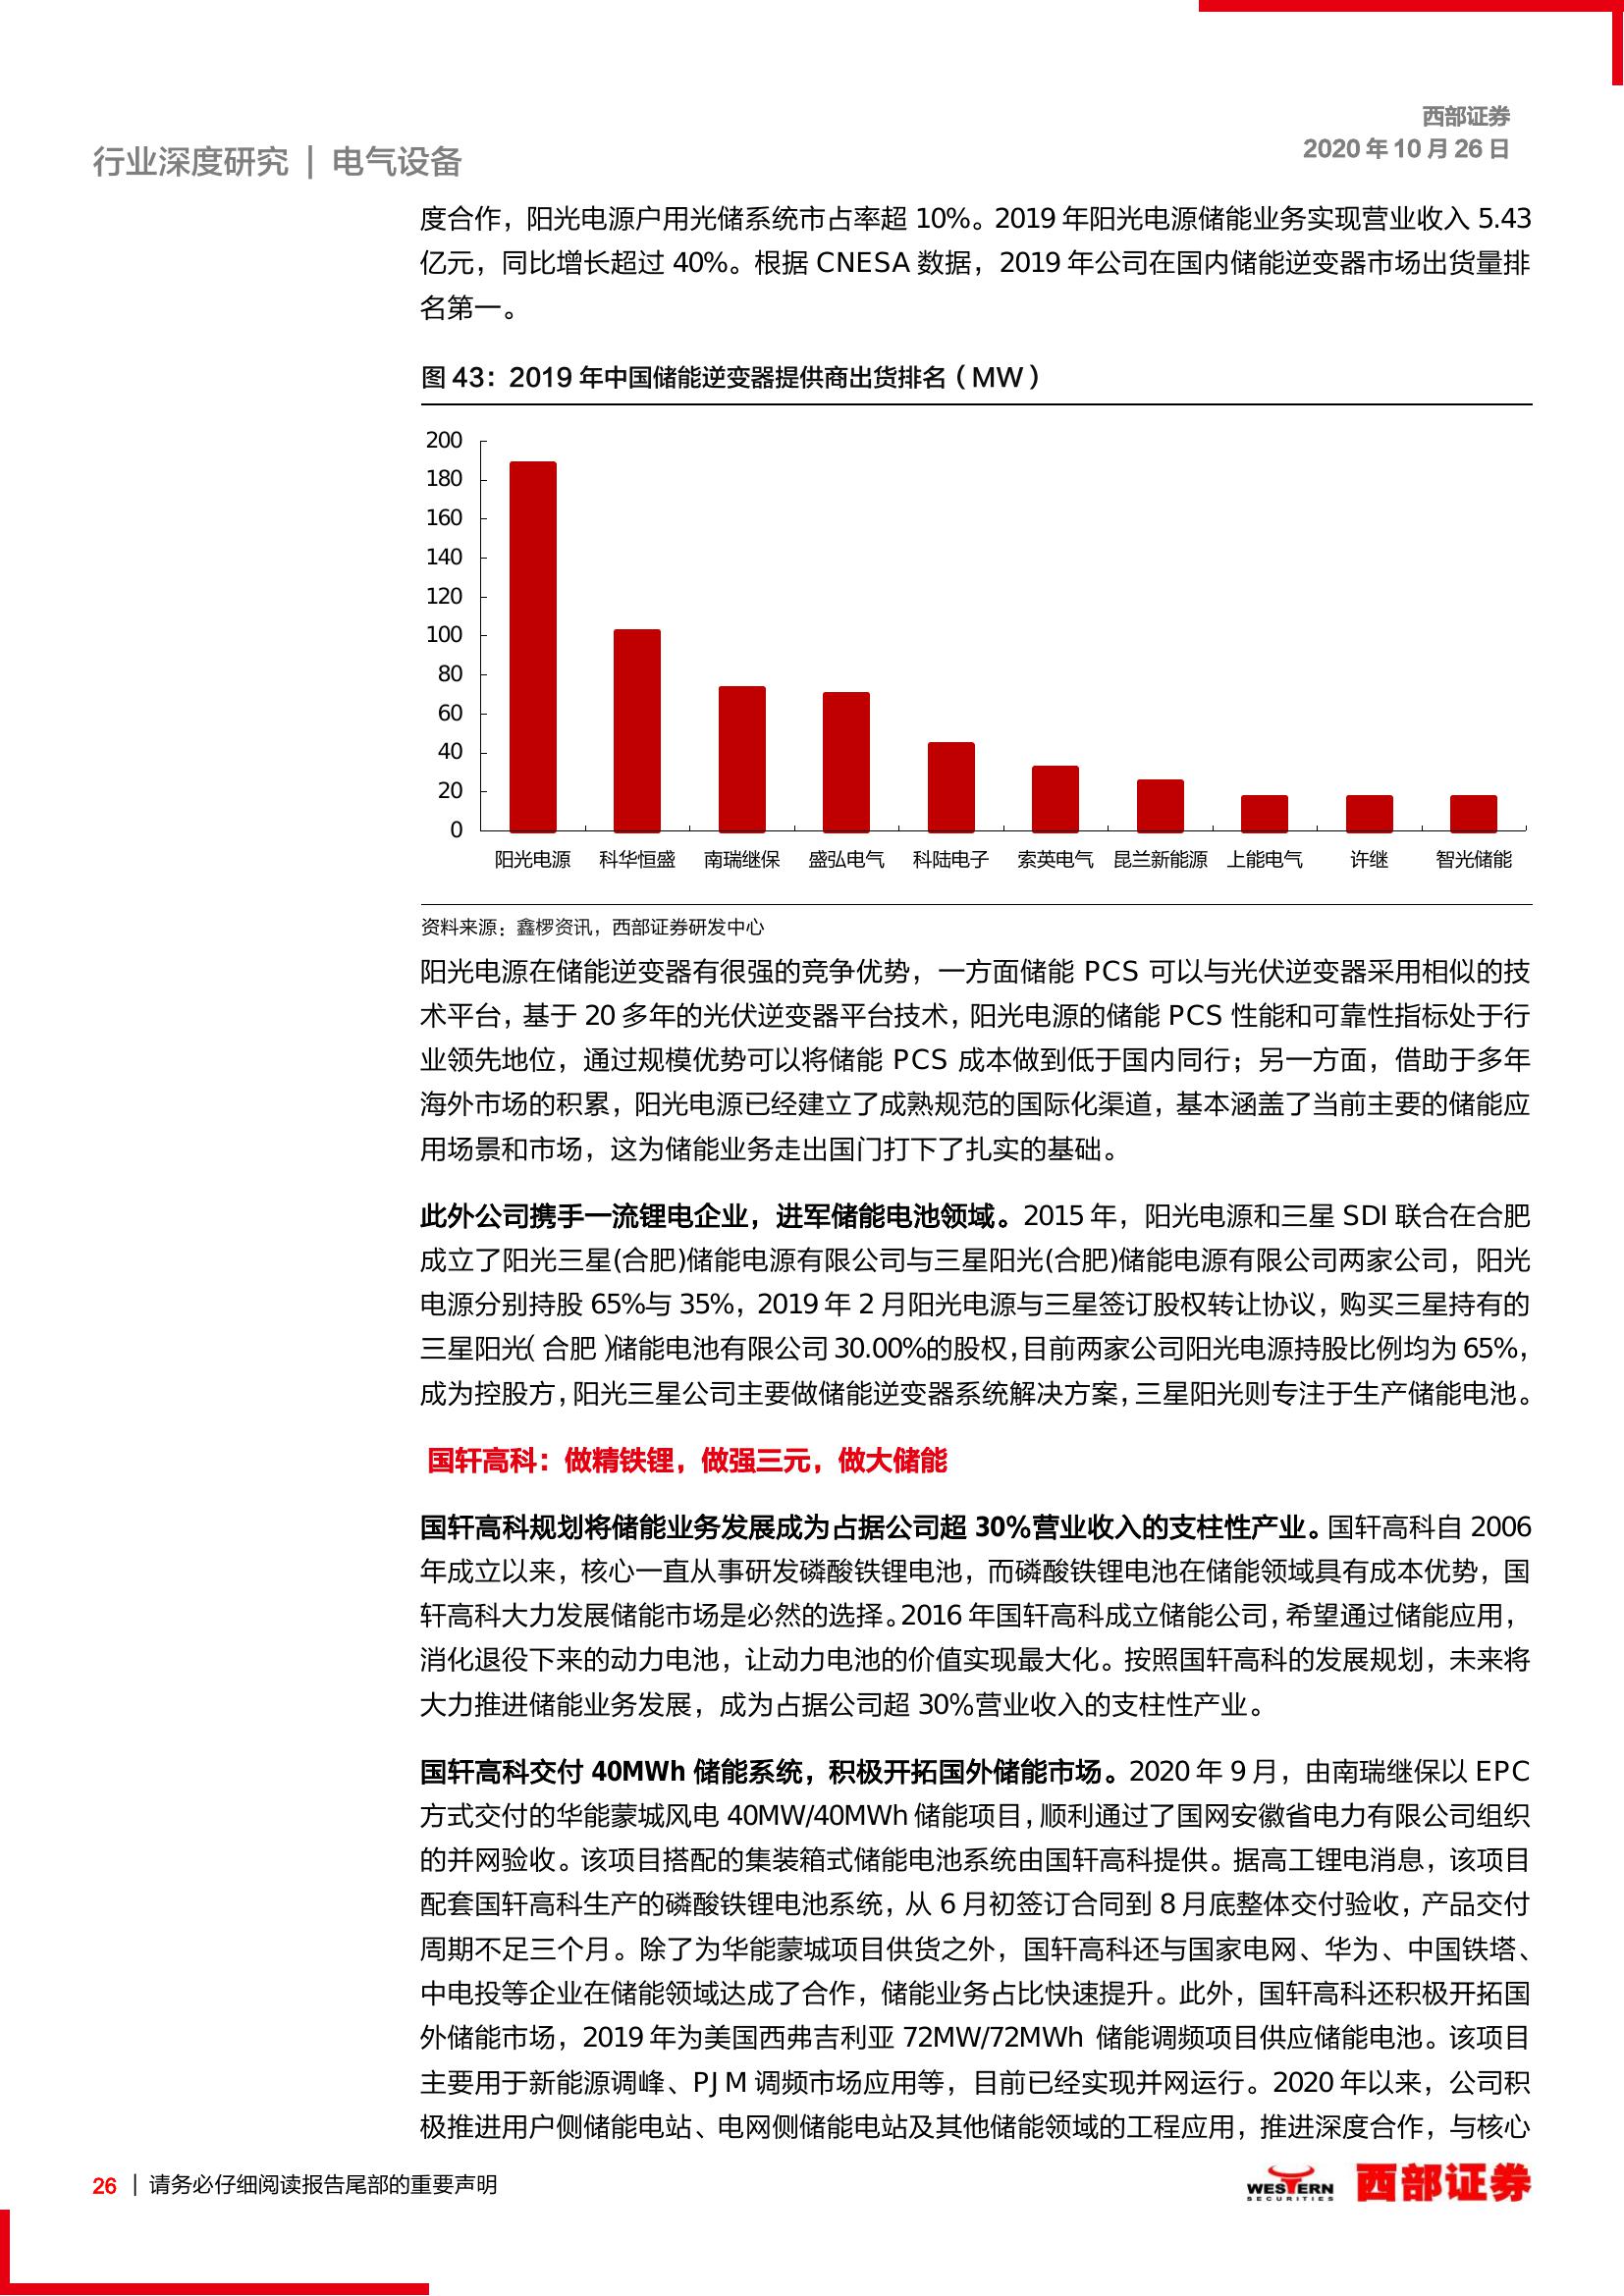 西部证券
2020 年 10 月 26 日
行业深度研究 | 电气设备
度合作，阳光电源户用光储系统市占率超 10%。2019 年阳光电源储能业务实现营业收入 5.43
亿元，同比增长超过 40%。根据 CNESA 数据，2019 年公司在国内储能逆变器市场出货量排
名第一。
图 43：2019 年中国储能逆变器提供商出货排名（MW）
200
180
160
140
120
100
80
60
40
20
0
阳光电源 科华恒盛 南瑞继保 盛弘电气 科陆电子 索英电气 昆兰新能源 上能电气 许继 智光储能
资料来源：鑫椤资讯，西部证券研发中心
阳光电源在储能逆变器有很强的竞争优势，一方面储能 PCS 可以与光伏逆变器采用相似的技
术平台，基于 20 多年的光伏逆变器平台技术，阳光电源的储能 PCS 性能和可靠性指标处于行
业领先地位，通过规模优势可以将储能 PCS 成本做到低于国内同行；另一方面，借助于多年
海外市场的积累，阳光电源已经建立了成熟规范的国际化渠道，基本涵盖了当前主要的储能应
用场景和市场，这为储能业务走出国门打下了扎实的基础。
此外公司携手一流锂电企业，进军储能电池领域。2015 年，阳光电源和三星 SDI 联合在合肥
成立了阳光三星(合肥)储能电源有限公司与三星阳光(合肥)储能电源有限公司两家公司，阳光
电源分别持股 65%与 35%，2019 年 2 月阳光电源与三星签订股权转让协议，购买三星持有的
三星阳光(合肥)储能电池有限公司 30.00%的股权，目前两家公司阳光电源持股比例均为 65%，
成为控股方，阳光三星公司主要做储能逆变器系统解决方案，三星阳光则专注于生产储能电池。
国轩高科：做精铁锂，做强三元，做大储能
国轩高科规划将储能业务发展成为占据公司超 30%营业收入的支柱性产业。国轩高科自 2006
年成立以来，核心一直从事研发磷酸铁锂电池，而磷酸铁锂电池在储能领域具有成本优势，国
轩高科大力发展储能市场是必然的选择。2016 年国轩高科成立储能公司，希望通过储能应用，
消化退役下来的动力电池，让动力电池的价值实现最大化。按照国轩高科的发展规划，未来将
大力推进储能业务发展，成为占据公司超 30%营业收入的支柱性产业。
国轩高科交付 40MWh 储能系统，积极开拓国外储能市场。2020 年 9 月，由南瑞继保以 EPC
方式交付的华能蒙城风电 40MW/40MWh 储能项目，顺利通过了国网安徽省电力有限公司组织
的并网验收。该项目搭配的集装箱式储能电池系统由国轩高科提供。据高工锂电消息，该项目
配套国轩高科生产的磷酸铁锂电池系统，从 6 月初签订合同到 8 月底整体交付验收，产品交付
周期不足三个月。除了为华能蒙城项目供货之外，国轩高科还与国家电网、华为、中国铁塔、
中电投等企业在储能领域达成了合作，储能业务占比快速提升。此外，国轩高科还积极开拓国
外储能市场，2019 年为美国西弗吉利亚 72MW/72MWh 储能调频项目供应储能电池。该项目
主要用于新能源调峰、PJM 调频市场应用等，目前已经实现并网运行。2020 年以来，公司积
极推进用户侧储能电站、电网侧储能电站及其他储能领域的工程应用，推进深度合作，与核心
26 | 请务必仔细阅读报告尾部的重要声明
WESTERN
SECURITIES
西部证券